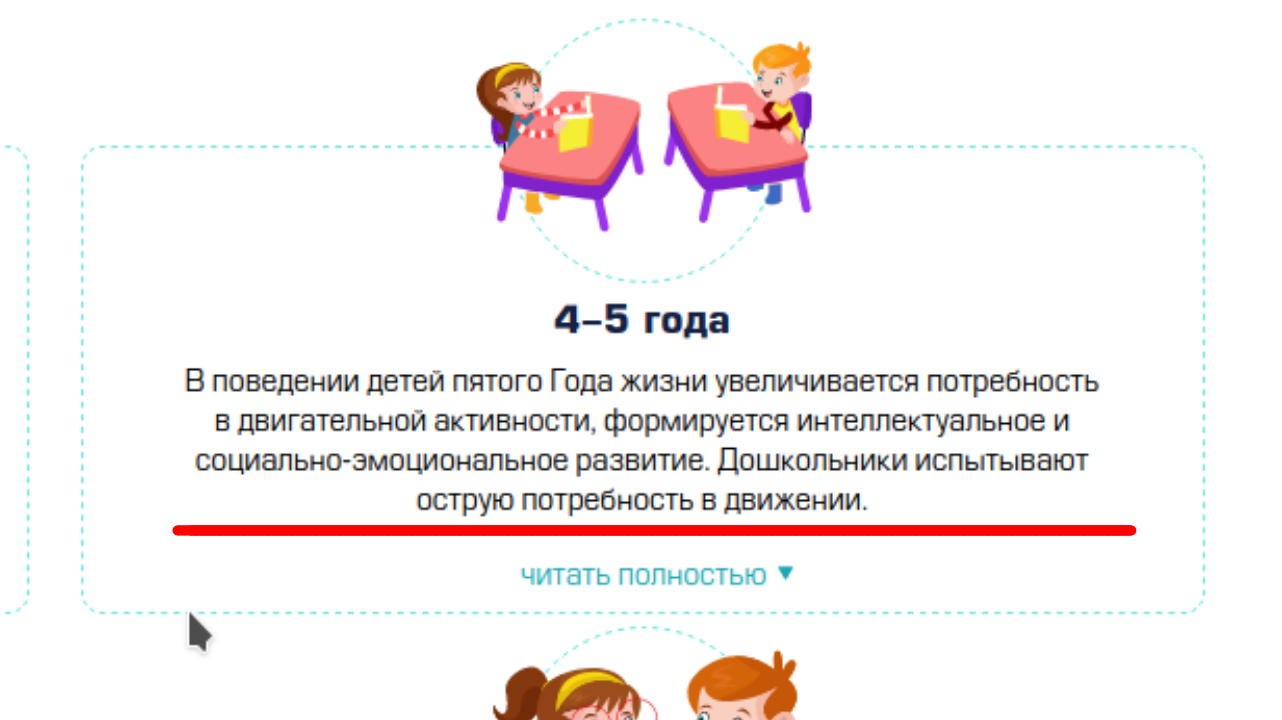 4–5 года
В поведении детей пятого Года жизни увеличивается потребность
в двигательной активности, формируется интеллектуальное и
социально-эмоциональное развитие. Дошкольники испытывают
острую потребность в движении.
читать полностью ▼